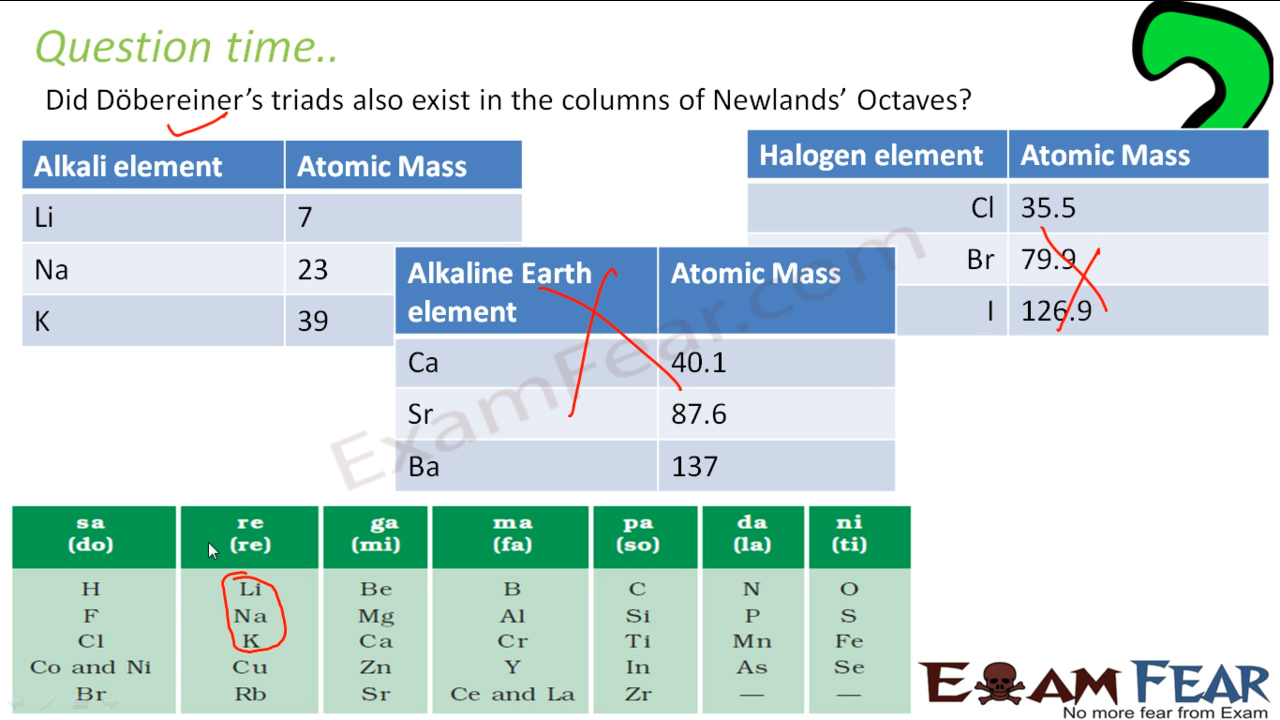 Question time..
Did Döbereiner's triads also exist in the columns of Newlands' Octaves?
Alkali element Atomic Mass
Li 7
Na 23
K 39
Halogen element Atomic Mass
Cl 35.5
Br 79.9
I 126.9
Alkaline Earth element Atomic Mass
Ca 40.1
Sr 87.6
Ba 137
ExamFear.com
sa re ga ma pa da ni
(do) (re) (mi) (fa) (so) (la) (ti)
H Li Be B C N O
F Na Mg Al Si P S
Cl K Ca Cr Ti Mn Fe
Co and Ni Cu Zn Y In As Se
Br Rb Sr Ce and La Zr — —
EXAM FEAR
No more fear from Exam